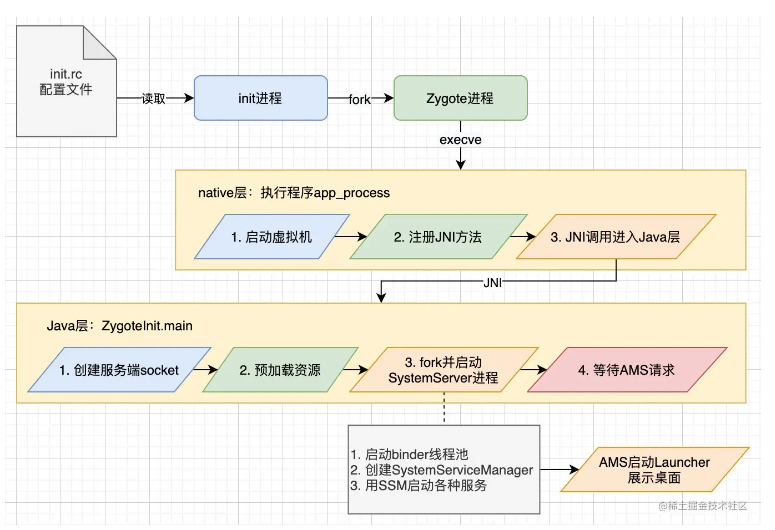 init.rc
配置文件
读取
init进程
fork
Zygote进程
execve
native层：执行程序app_process
1. 启动虚拟机
2. 注册JNI方法
3. JNI调用进入Java层
JNI
Java层：ZygoteInit.main
1. 创建服务端socket
2. 预加载资源
3. fork并启动
SystemServer进程
4. 等待AMS请求
1. 启动binder线程池
2. 创建SystemServiceManager
3. 用SSM启动各种服务
AMS启动Launcher
展示桌面
@稀土掘金技术社区